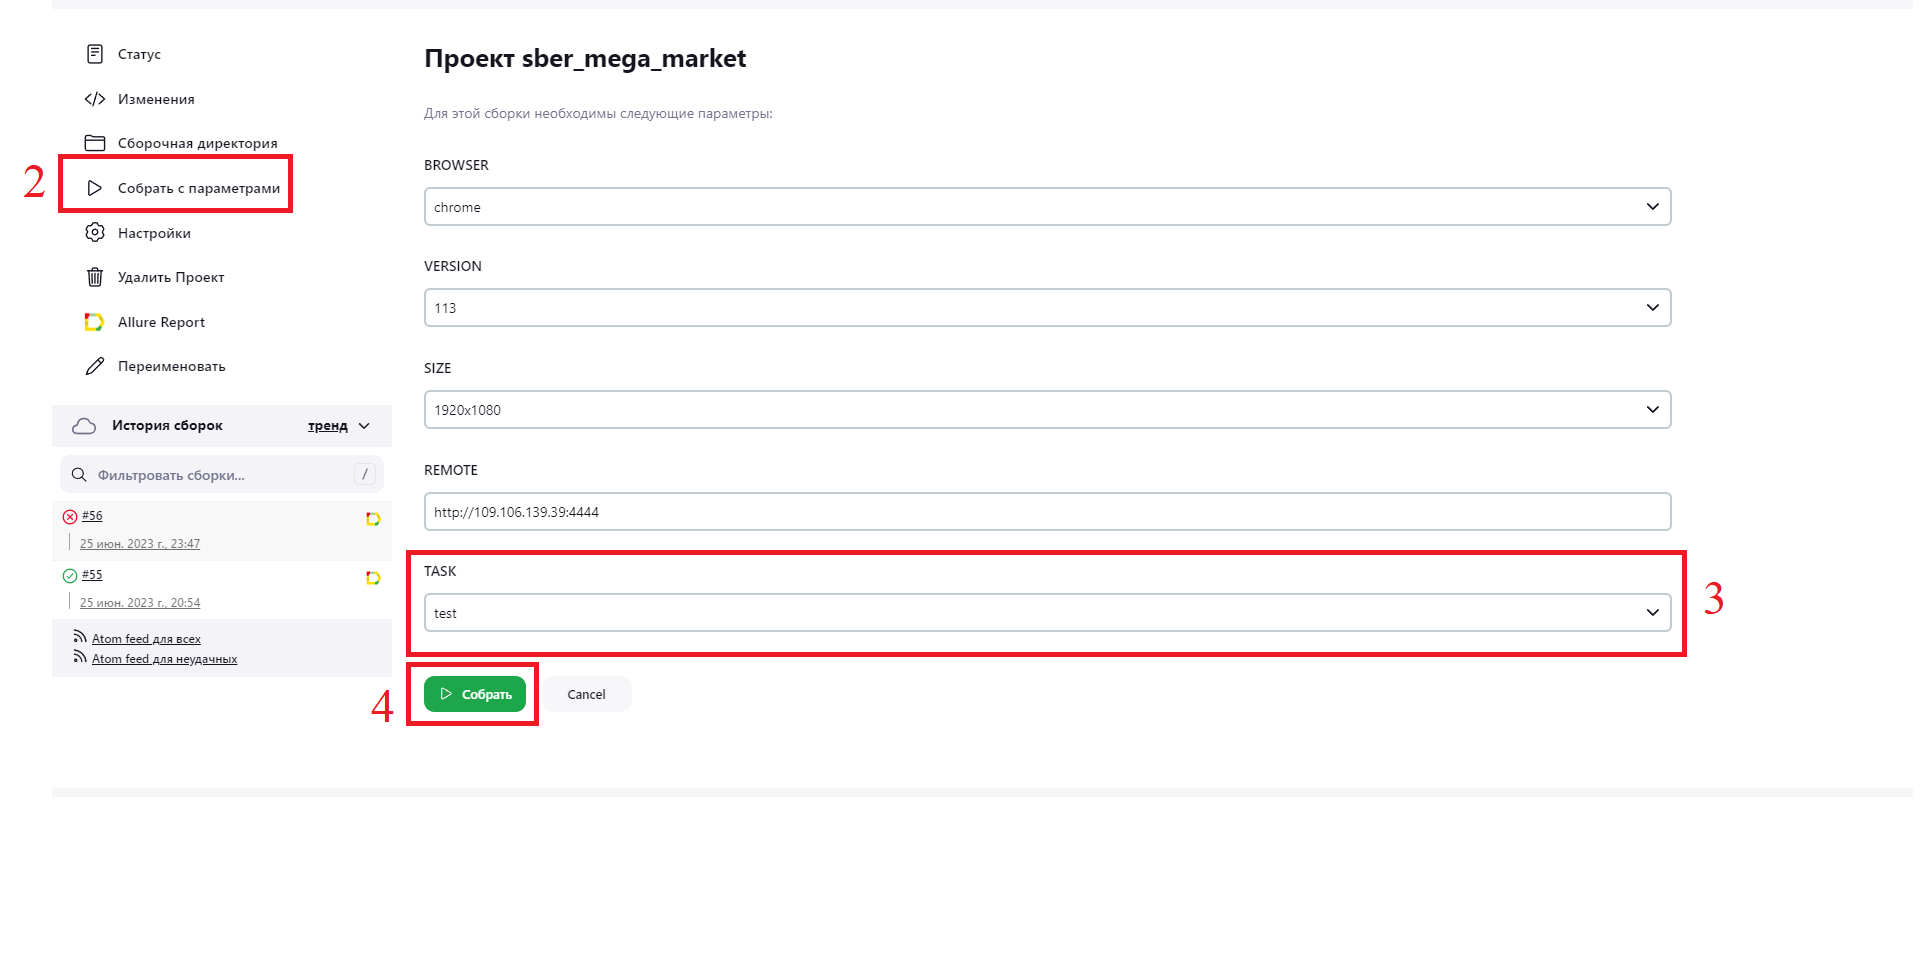 Статус
Изменения
Сборочная директория
2
Собрать с параметрами
Настройки
Удалить Проект
Allure Report
Переименовать
История сборок
тренд
Фильтровать сборки...
/
#56
25 июн. 2023 г., 23:47
#55
25 июн. 2023 г., 20:54
Atom feed для всех
Atom feed для неудачных
Проект sber_mega_market
Для этой сборки необходимы следующие параметры:
BROWSER
chrome
VERSION
113
SIZE
1920x1080
REMOTE
http://109.106.139.39:4444
TASK
test
3
4
Собрать
Cancel